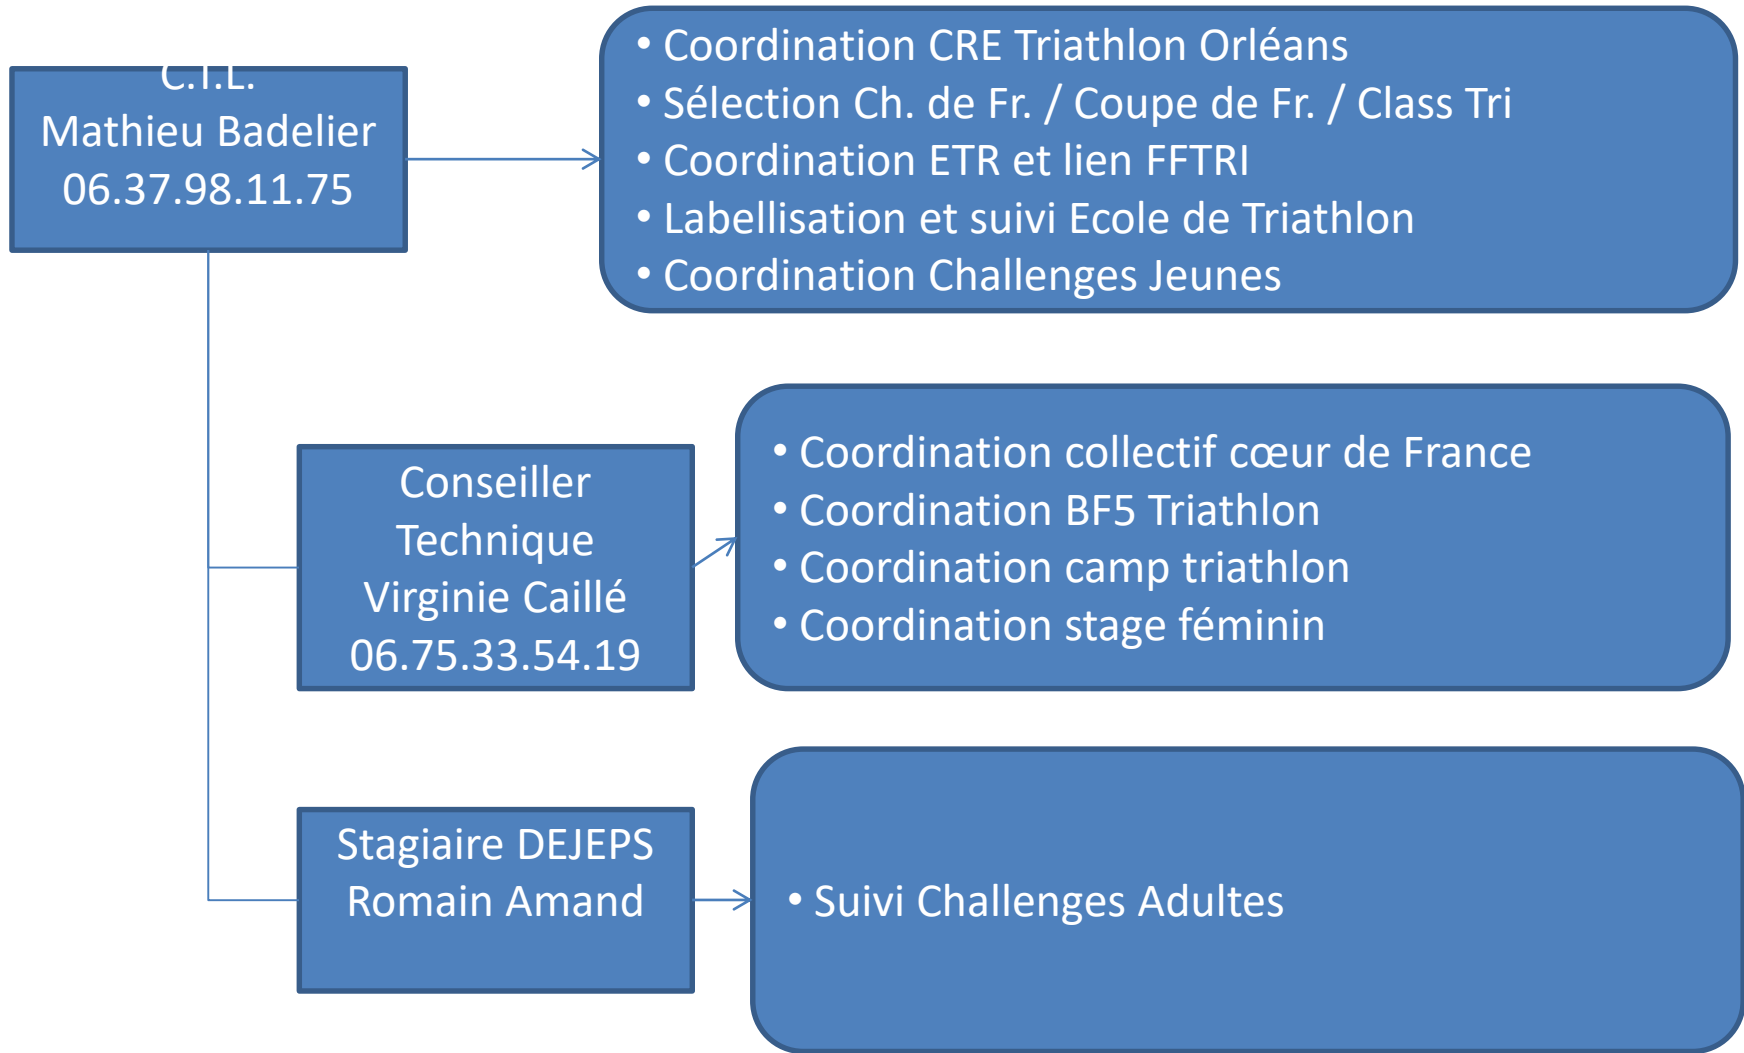 C.T.L.
Mathieu Badelier
06.37.98.11.75
• Coordination CRE Triathlon Orléans
• Sélection Ch. de Fr. / Coupe de Fr. / Class Tri
• Coordination ETR et lien FFTRI
• Labellisation et suivi Ecole de Triathlon
• Coordination Challenges Jeunes
Conseiller
Technique
Virginie Caillé
06.75.33.54.19
• Coordination collectif cœur de France
• Coordination BF5 Triathlon
• Coordination camp triathlon
• Coordination stage féminin
Stagiaire DEJEPS
Romain Amand
• Suivi Challenges Adultes